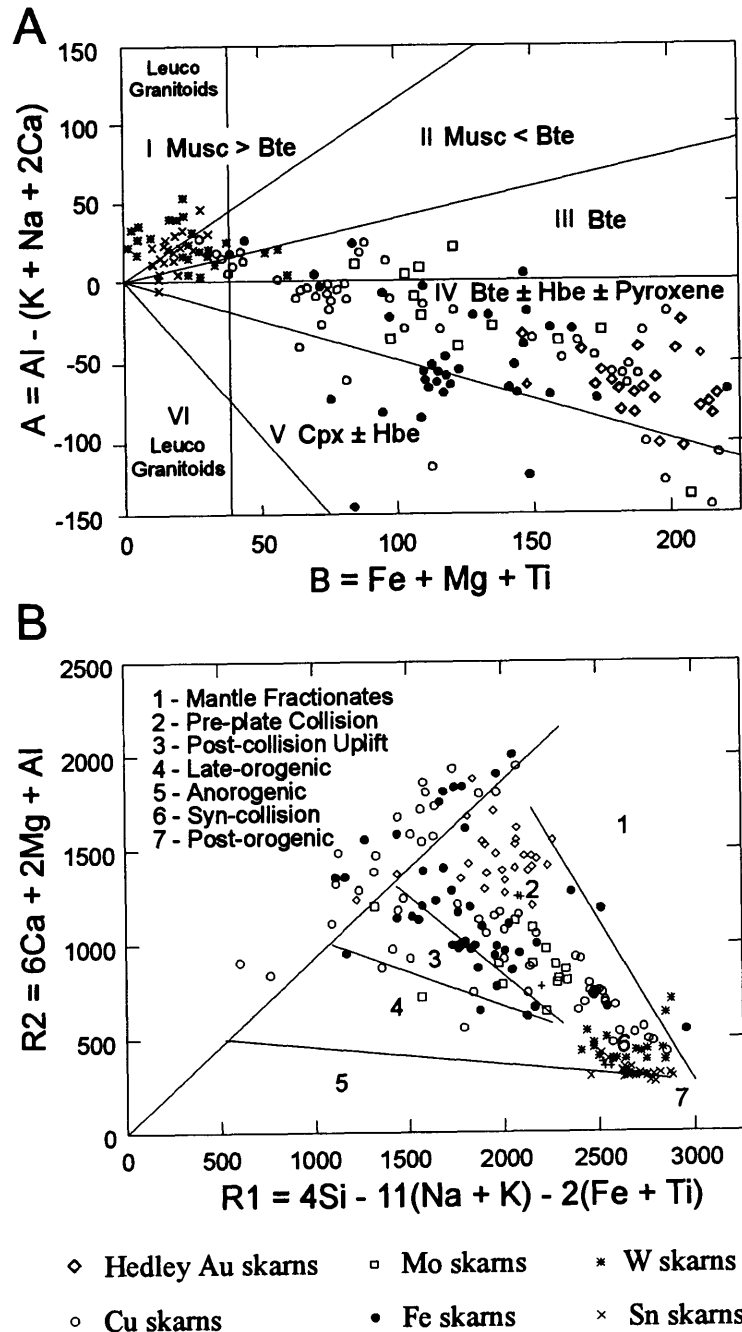 A
150
100
50
0
-50
-100
-150
A = Al - (K + Na + 2Ca)
Leuco
Granitoids
I Musc > Bte
II Musc < Bte
III Bte
IV Bte ± Hbe ± Pyroxene
V Cpx ± Hbe
VI
Leuco
Granitoids
0 50 100 150 200
B = Fe + Mg + Ti
B
2500
2000
1500
1000
500
0
R2 = 6Ca + 2Mg + Al
1 - Mantle Fractionates
2 - Pre-plate Collision
3 - Post-collision Uplift
4 - Late-orogenic
5 - Anorogenic
6 - Syn-collision
7 - Post-orogenic
1
2
3
4
6
5
7
0 500 1000 1500 2000 2500 3000
R1 = 4Si - 11(Na + K) - 2(Fe + Ti)
Hedley Au skarns Mo skarns W skarns
Cu skarns Fe skarns Sn skarns